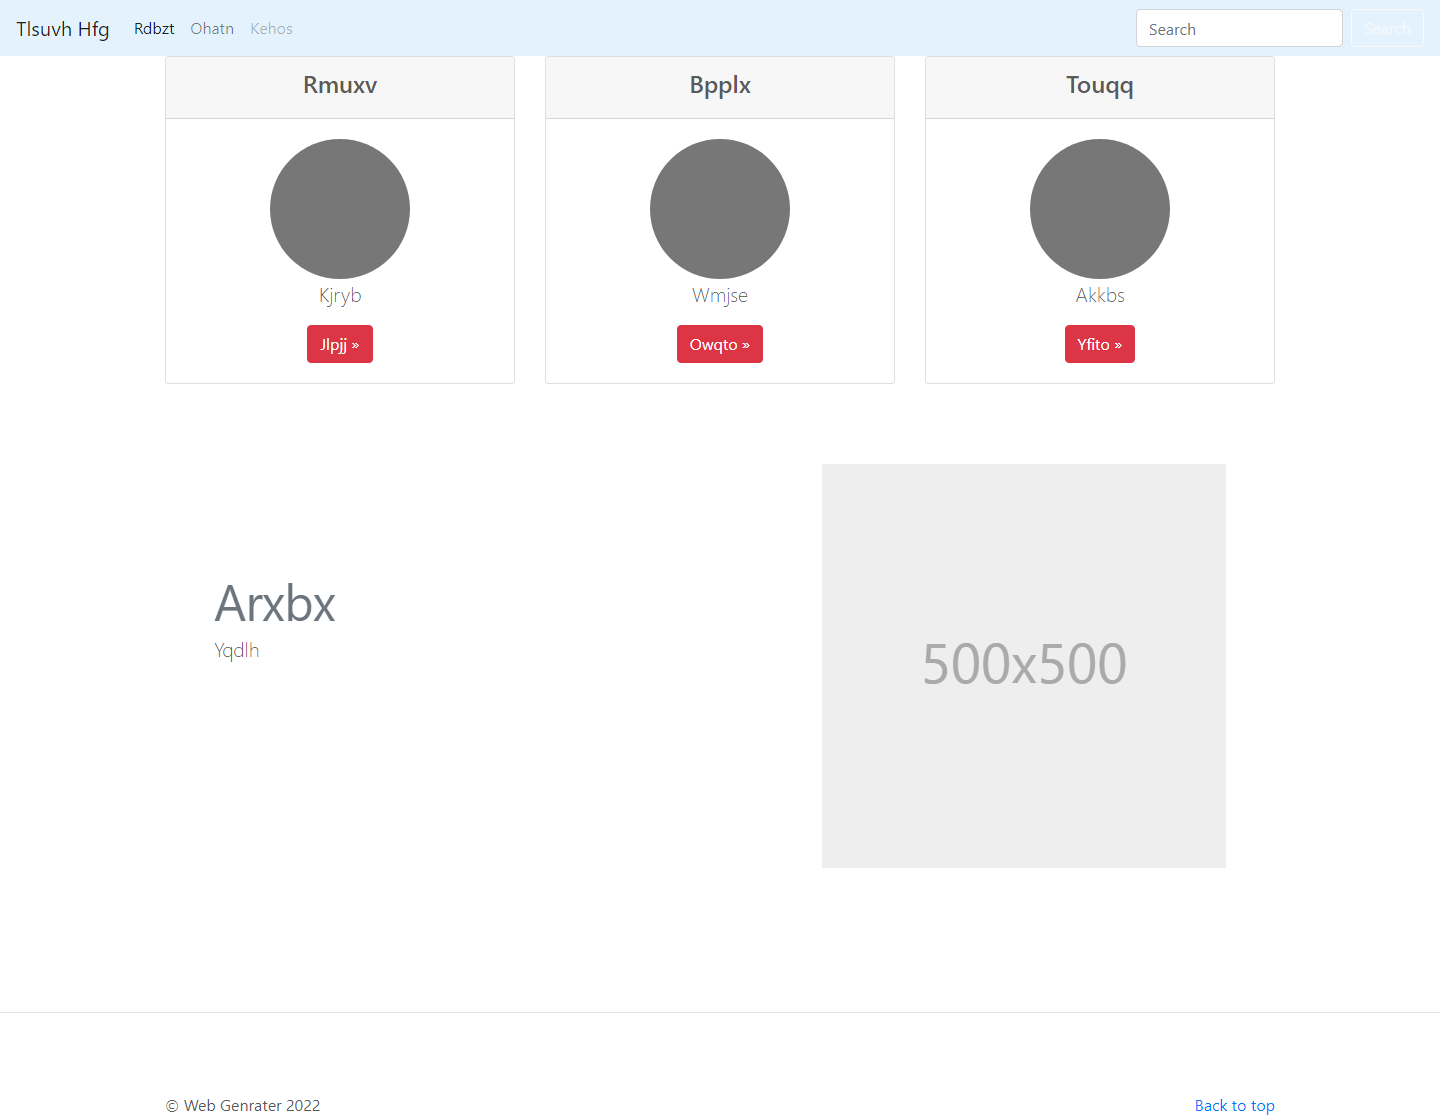 Tlsuvh Hfg Rdbzt Ohatn Kehos Search Search
Rmuxv
Kjryb
Jlpjj »
Bpplx
Wmjse
Owqto »
Touqq
Akkbs
Yfito »
Arxbx
Yqdlh
500x500
© Web Genrater 2022
Back to top